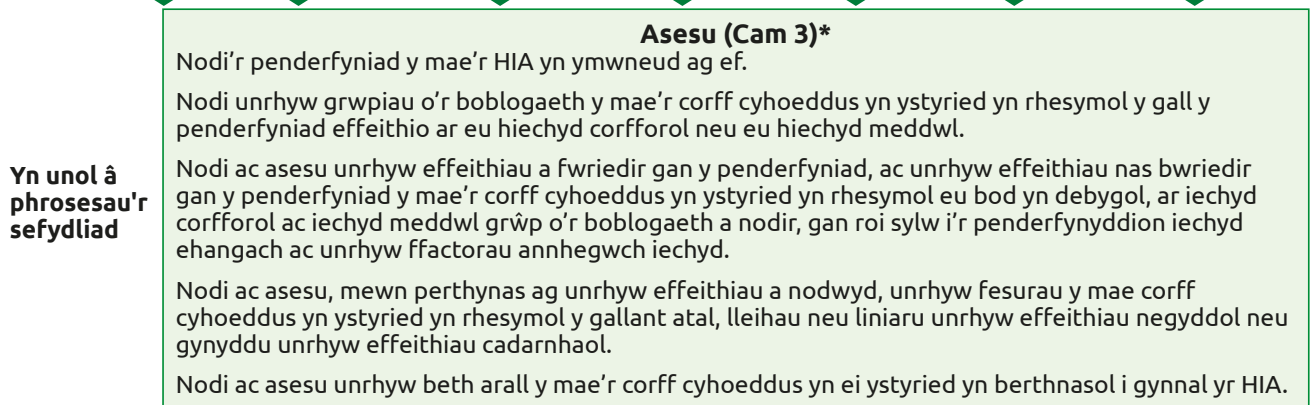 Asesu (Cam 3)*
Nodi'r penderfyniad y mae'r HIA yn ymwneud ag ef.
Nodi unrhyw grwpiau o'r boblogaeth y mae'r corff cyhoeddus yn ystyried yn rhesymol y gall y
penderfyniad effeithio ar eu hiechyd corfforol neu eu hiechyd meddwl.
Yn unol â
phrosesau'r
sefydliad
Nodi ac asesu unrhyw effeithiau a fwriedir gan y penderfyniad, ac unrhyw effeithiau nas bwriedir
gan y penderfyniad y mae'r corff cyhoeddus yn ystyried yn rhesymol eu bod yn debygol, ar iechyd
corfforol ac iechyd meddwl grŵp o'r boblogaeth a nodir, gan roi sylw i'r penderfynyddion iechyd
ehangach ac unrhyw ffactorau annhegwch iechyd.
Nodi ac asesu, mewn perthynas ag unrhyw effeithiau a nodwyd, unrhyw fesurau y mae corff
cyhoeddus yn ystyried yn rhesymol y gallant atal, lleihau neu liniaru unrhyw effeithiau negyddol neu
gynyddu unrhyw effeithiau cadarnhaol.
Nodi ac asesu unrhyw beth arall y mae'r corff cyhoeddus yn ei ystyried yn berthnasol i gynnal yr HIA.